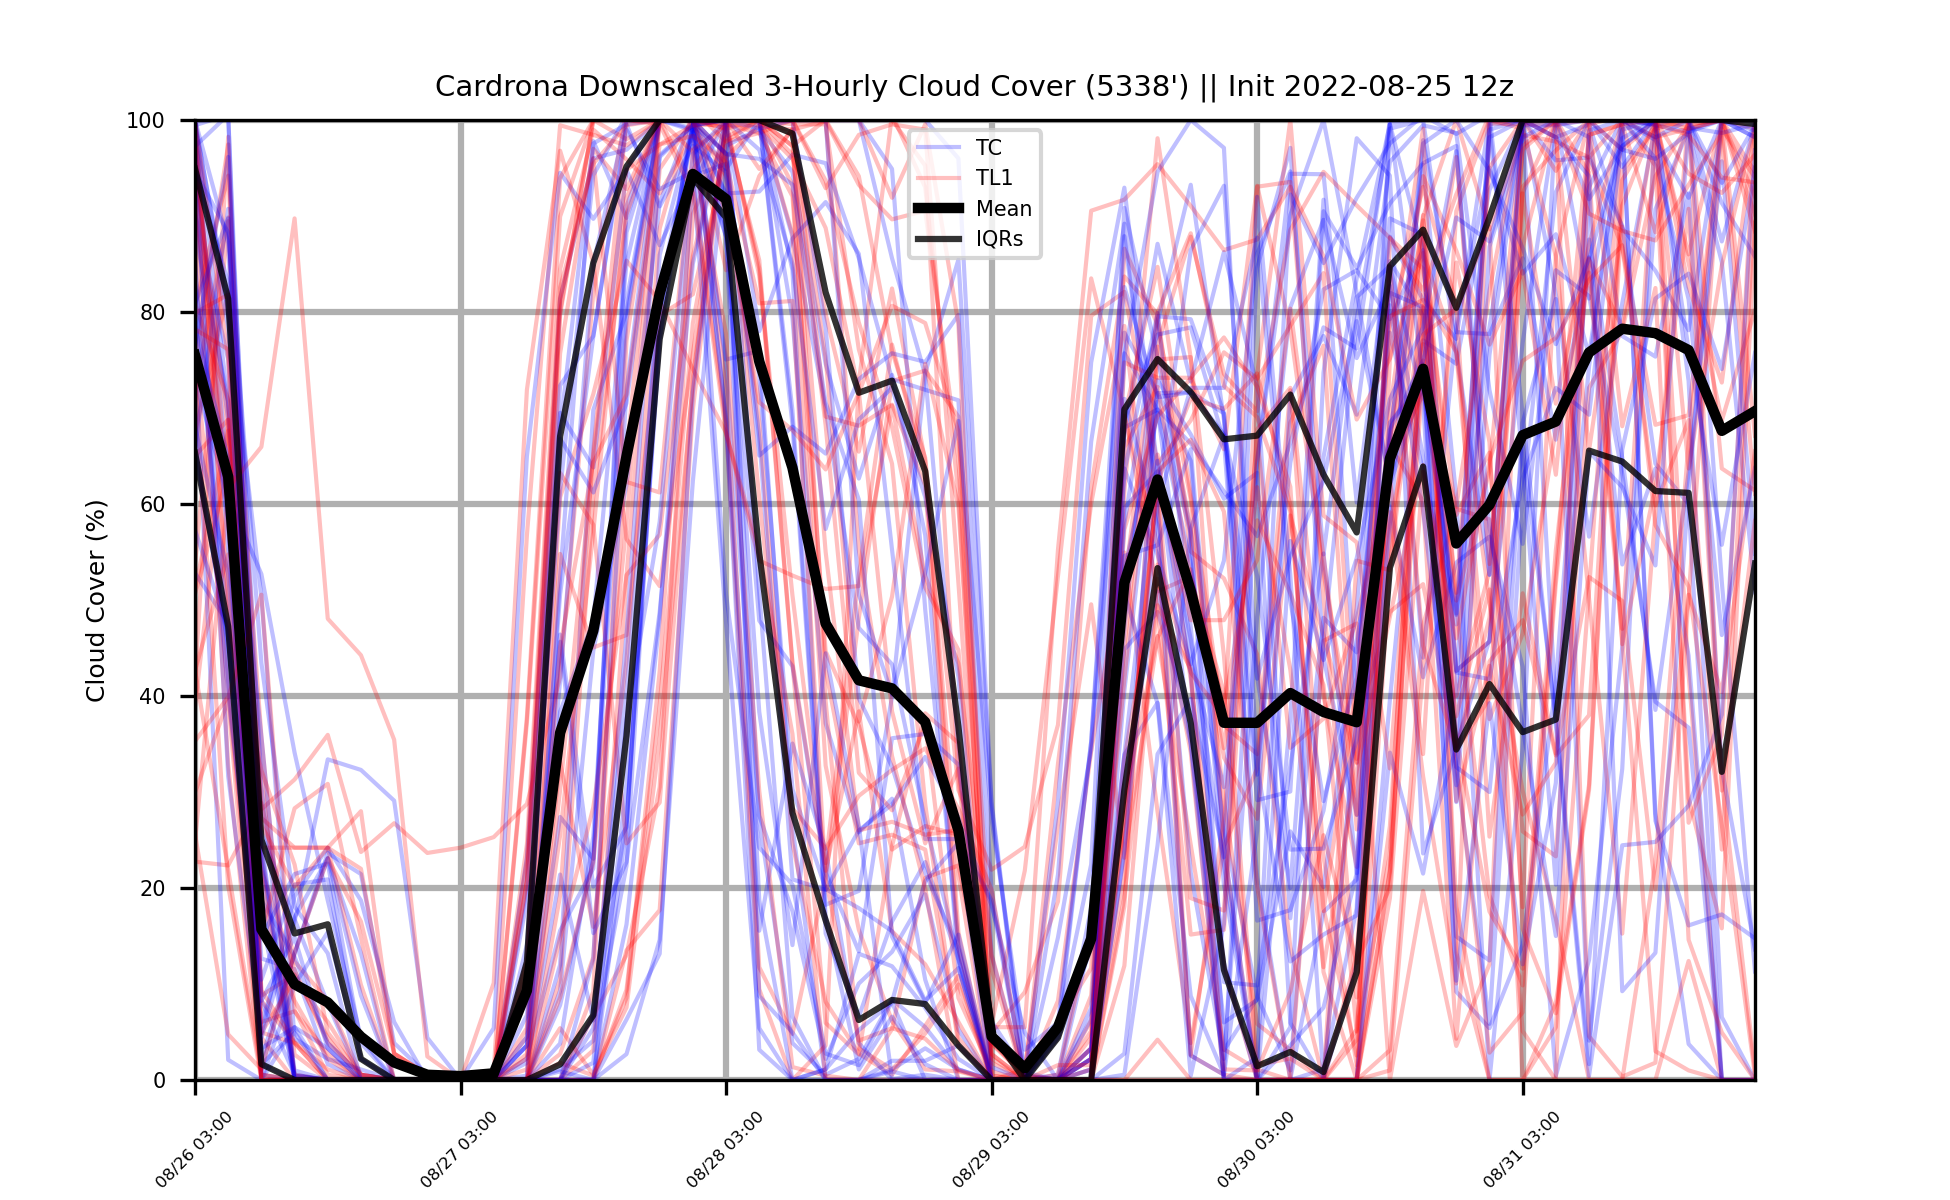 Cardrona Downscaled 3-Hourly Cloud Cover (5338') || Init 2022-08-25 12z
100
80
60
40
20
0
Cloud Cover (%)
TC
TL1
Mean
IQRs
08/26 03:00
08/27 03:00
08/28 03:00
08/29 03:00
08/30 03:00
08/31 03:00